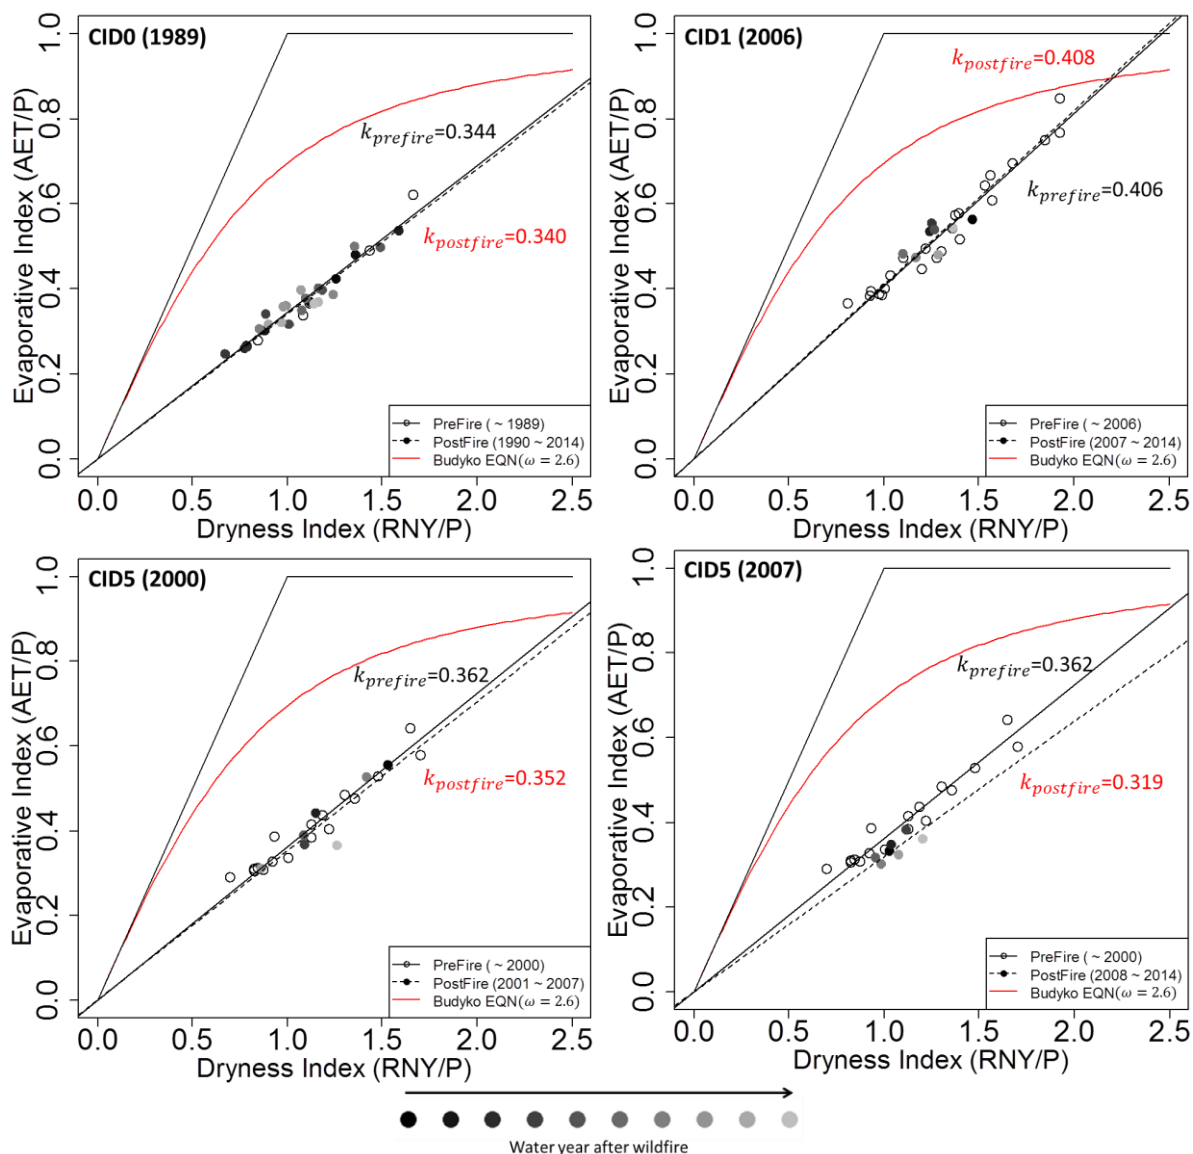 CID0 (1989)
Evaporative Index (AET/P)
1.0
0.8
0.6
0.4
0.2
0.0
k_prefire=0.344
k_postfire=0.340
PreFire ( ~ 1989)
PostFire (1990 ~ 2014)
Budyko EQN(ω = 2.6)
0.0 0.5 1.0 1.5 2.0 2.5
Dryness Index (RNY/P)
CID1 (2006)
Evaporative Index (AET/P)
1.0
0.8
0.6
0.4
0.2
0.0
k_postfire=0.408
k_prefire=0.406
PreFire ( ~ 2006)
PostFire (2007 ~ 2014)
Budyko EQN(ω = 2.6)
0.0 0.5 1.0 1.5 2.0 2.5
Dryness Index (RNY/P)
CID5 (2000)
Evaporative Index (AET/P)
1.0
0.8
0.6
0.4
0.2
0.0
k_prefire=0.362
k_postfire=0.352
PreFire ( ~ 2000)
PostFire (2001 ~ 2007)
Budyko EQN(ω = 2.6)
0.0 0.5 1.0 1.5 2.0 2.5
Dryness Index (RNY/P)
CID5 (2007)
Evaporative Index (AET/P)
1.0
0.8
0.6
0.4
0.2
0.0
k_prefire=0.362
k_postfire=0.319
PreFire ( ~ 2000)
PostFire (2008 ~ 2014)
Budyko EQN(ω = 2.6)
0.0 0.5 1.0 1.5 2.0 2.5
Dryness Index (RNY/P)
Water year after wildfire